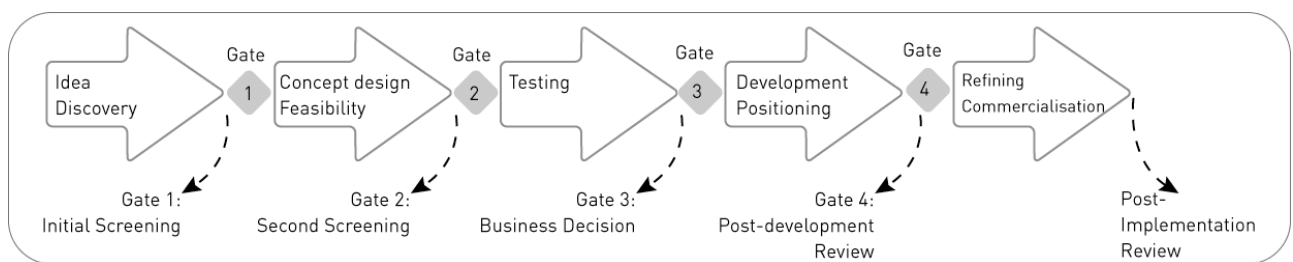 Idea
Discovery
Gate
1
Concept design
Feasibility
Gate
2
Testing
Gate
3
Development
Positioning
Gate
4
Refining
Commercialisation
Gate 1:
Initial Screening
Gate 2:
Second Screening
Gate 3:
Business Decision
Gate 4:
Post-development
Review
Post-
Implementation
Review